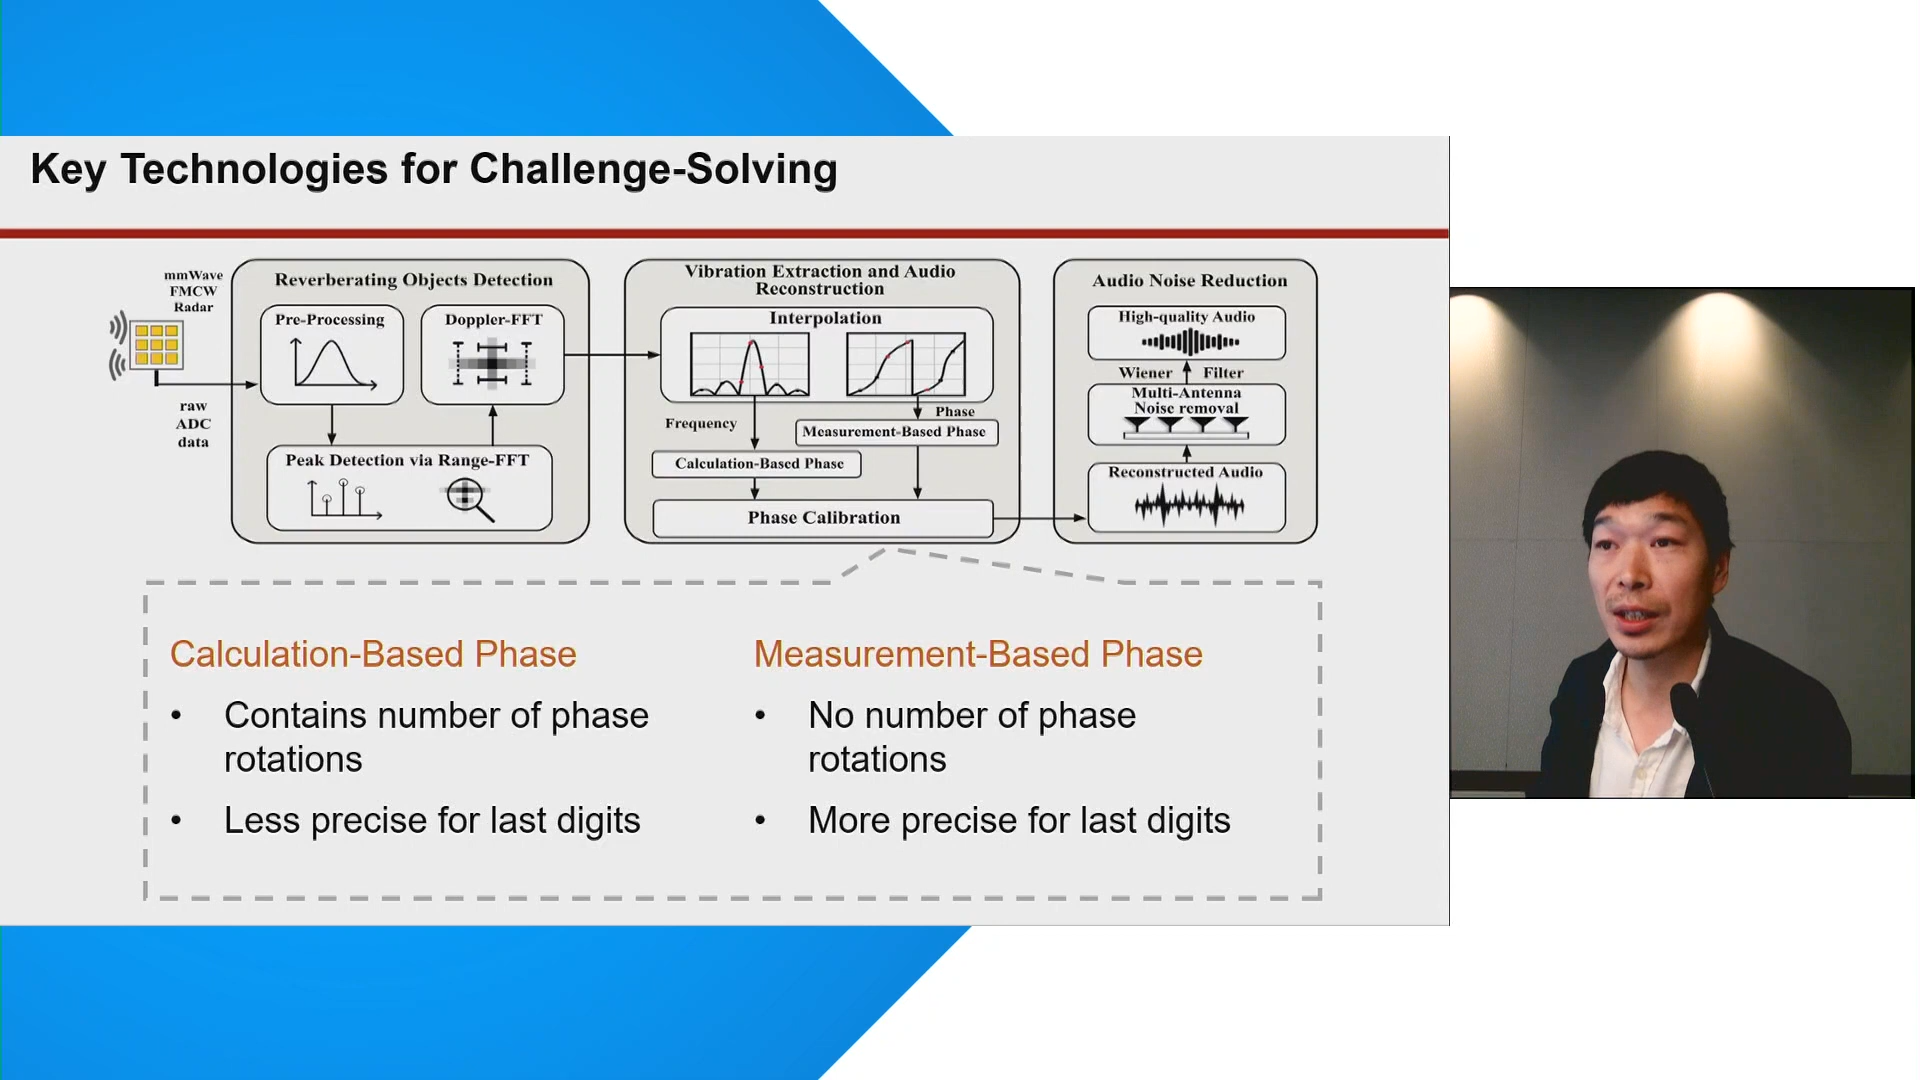 Key Technologies for Challenge-Solving
mmWave
FMCW
Radar
raw
ADC
data
Reverberating Objects Detection
Pre-Processing
Doppler-FFT
Peak Detection via Range-FFT
Vibration Extraction and Audio
Reconstruction
Interpolation
Frequency
Phase
Measurement-Based Phase
Calculation-Based Phase
Phase Calibration
Audio Noise Reduction
High-quality Audio
Wiener Filter
Multi-Antenna
Noise removal
Reconstructed Audio
Calculation-Based Phase
• Contains number of phase
rotations
• Less precise for last digits
Measurement-Based Phase
• No number of phase
rotations
• More precise for last digits